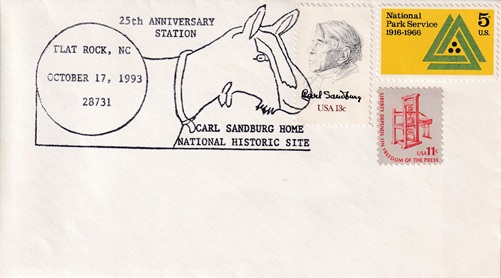 25th ANNIVERSARY
STATION
FLAT ROCK, NC
OCTOBER 17, 1993
28731
CARL SANDBURG HOME
NATIONAL HISTORIC SITE
Carl Sandburg
USA 13c
National
Park Service
1916-1966
5c
U.S.
LIBERTY DEPENDS ON
FREEDOM OF THE PRESS
USA 11c